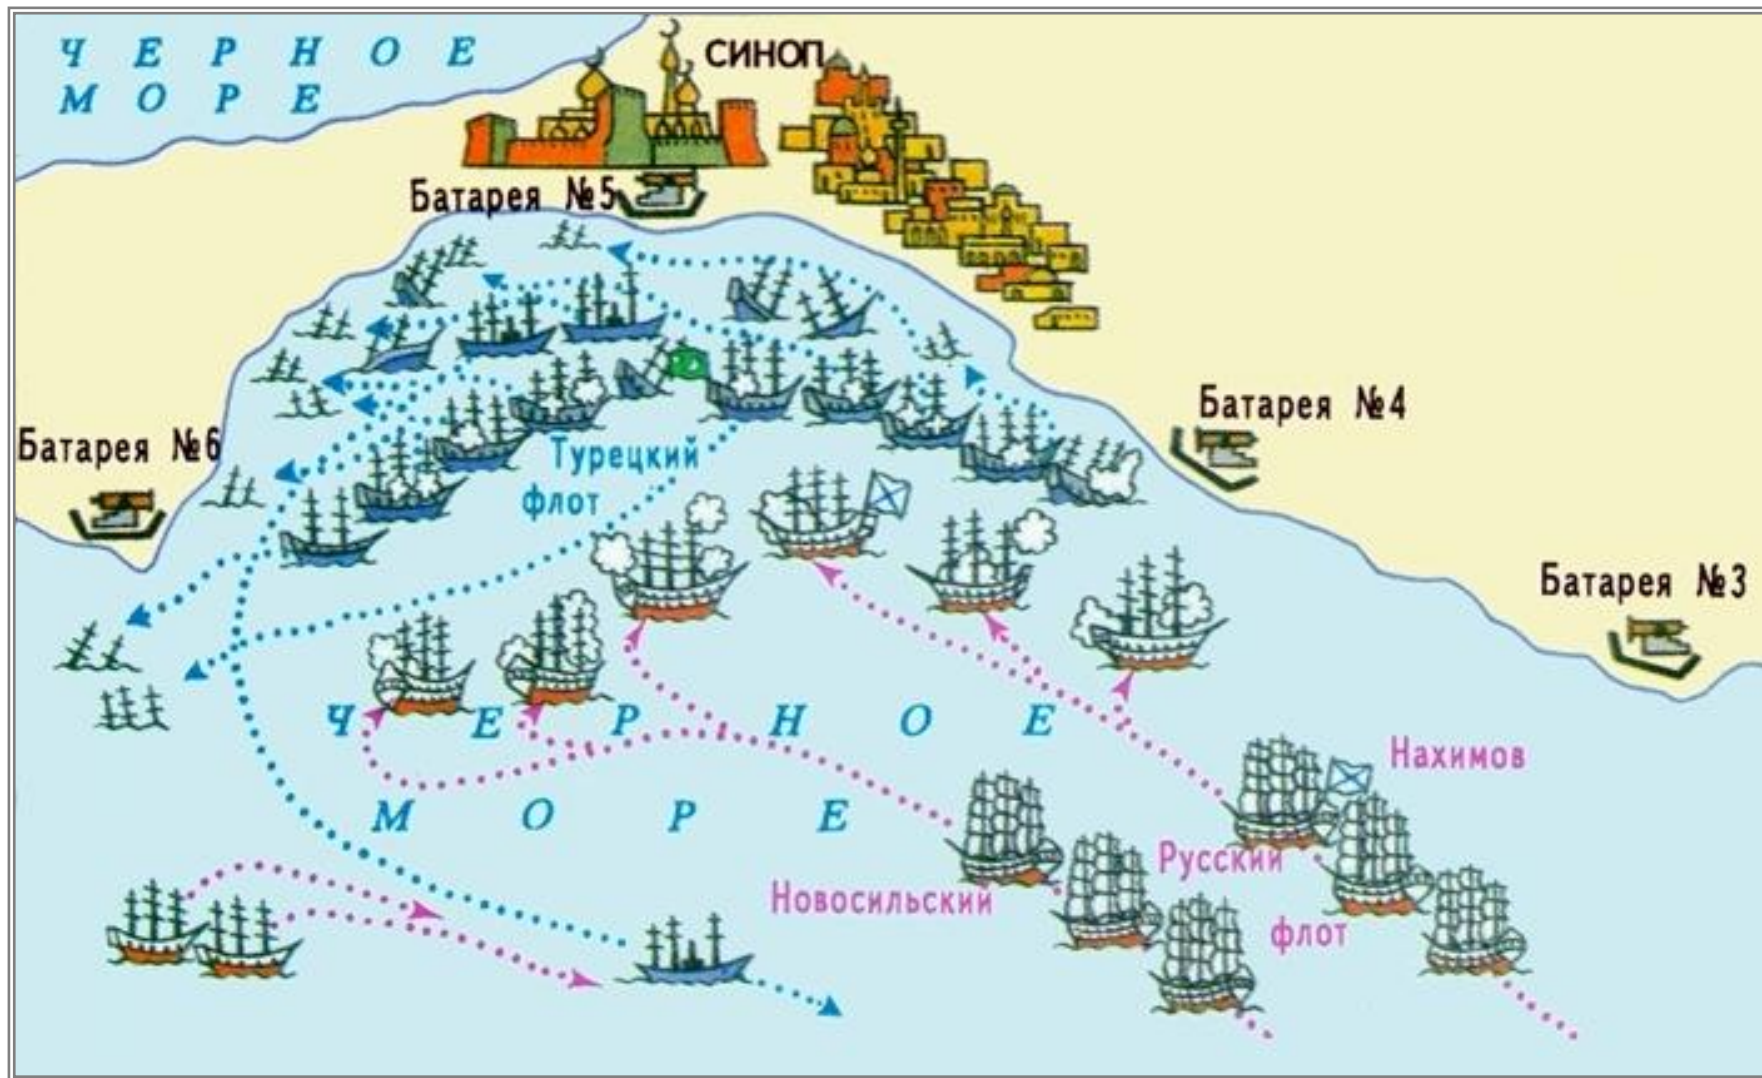 ЧЕРНОЕ
МОРЕ
СИНОП
Батарея №5
Батарея №4
Батарея №6
Турецкий
флот
Батарея №3
ЧЕРНОЕ
МОРЕ
Нахимов
Русский
Новосильский
флот